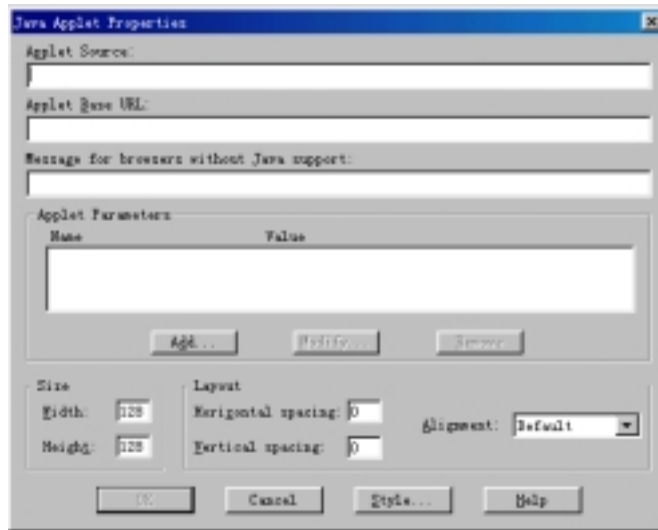 Java Applet Properties
Applet Source:
Applet Base URL:
Message for browsers without Java support:
Applet Parameters
Name Value
Add... Modify... Remove
Size Layout
Width: 128 Horizontal spacing: 0
Alignment: Default
Height: 128 Vertical spacing: 0
OK Cancel Style... Help